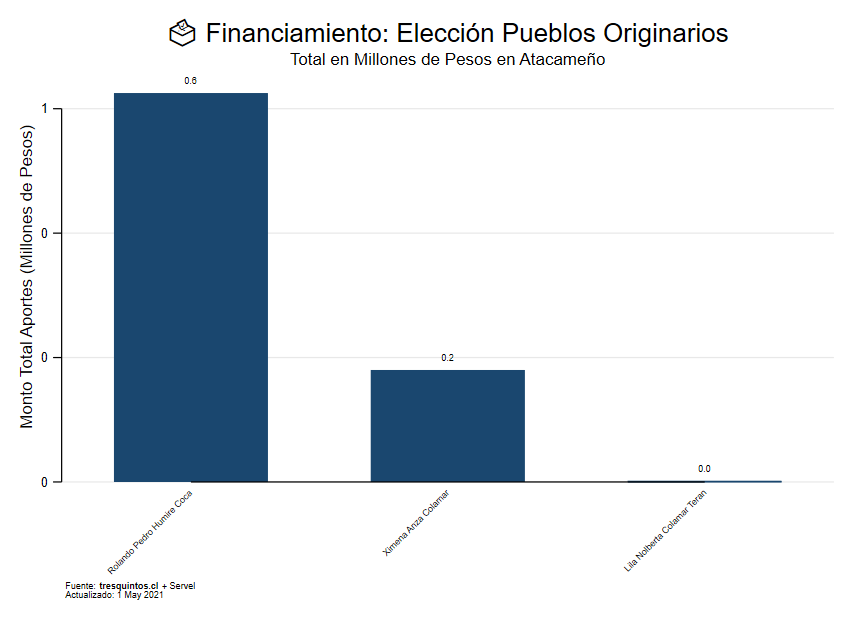 Financiamiento: Elección Pueblos Originarios
Total en Millones de Pesos en Atacameño
Monto Total Aportes (Millones de Pesos)
1
0
0
0
0.6
0.2
0.0
Rolando Pedro Humire Coca
Ximena Anza Colamar
Lila Nolberta Colamar Teran
Fuente: tresquintos.cl + Servel
Actualizado: 1 May 2021